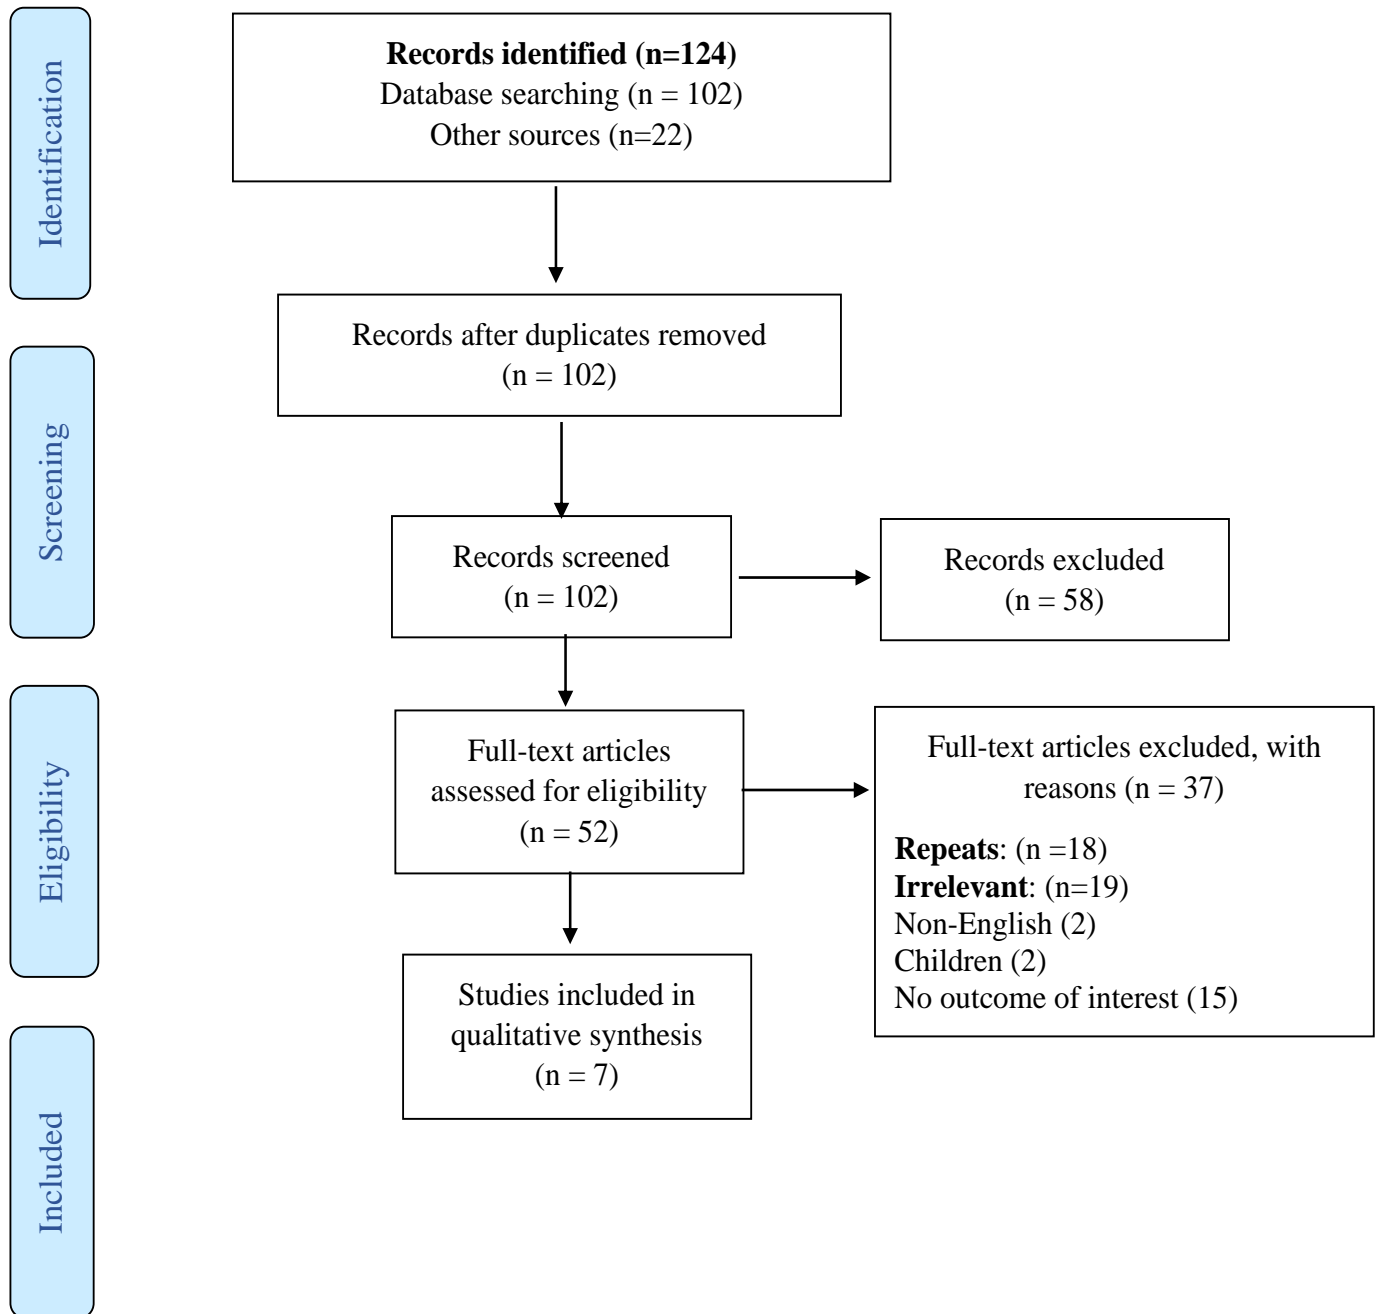 Identification
Records identified (n=124)
Database searching (n = 102)
Other sources (n=22)
Records after duplicates removed
(n = 102)
Screening
Records screened
(n = 102)
Records excluded
(n = 58)
Eligibility
Full-text articles
assessed for eligibility
(n = 52)
Full-text articles excluded, with
reasons (n = 37)
Repeats: (n =18)
Irrelevant: (n=19)
Non-English (2)
Children (2)
No outcome of interest (15)
Studies included in
qualitative synthesis
(n = 7)
Included